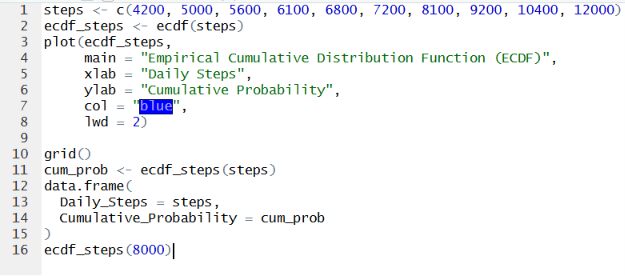 1 steps <- c(4200, 5000, 5600, 6100, 6800, 7200, 8100, 9200, 10400, 12000)
2 ecdf_steps <- ecdf(steps)
3 plot(ecdf_steps,
4      main = "Empirical Cumulative Distribution Function (ECDF)",
5      xlab = "Daily Steps",
6      ylab = "Cumulative Probability",
7      col = "blue",
8      lwd = 2)
9
10 grid()
11 cum_prob <- ecdf_steps(steps)
12 data.frame(
13   Daily_Steps = steps,
14   Cumulative_Probability = cum_prob
15 )
16 ecdf_steps(8000)